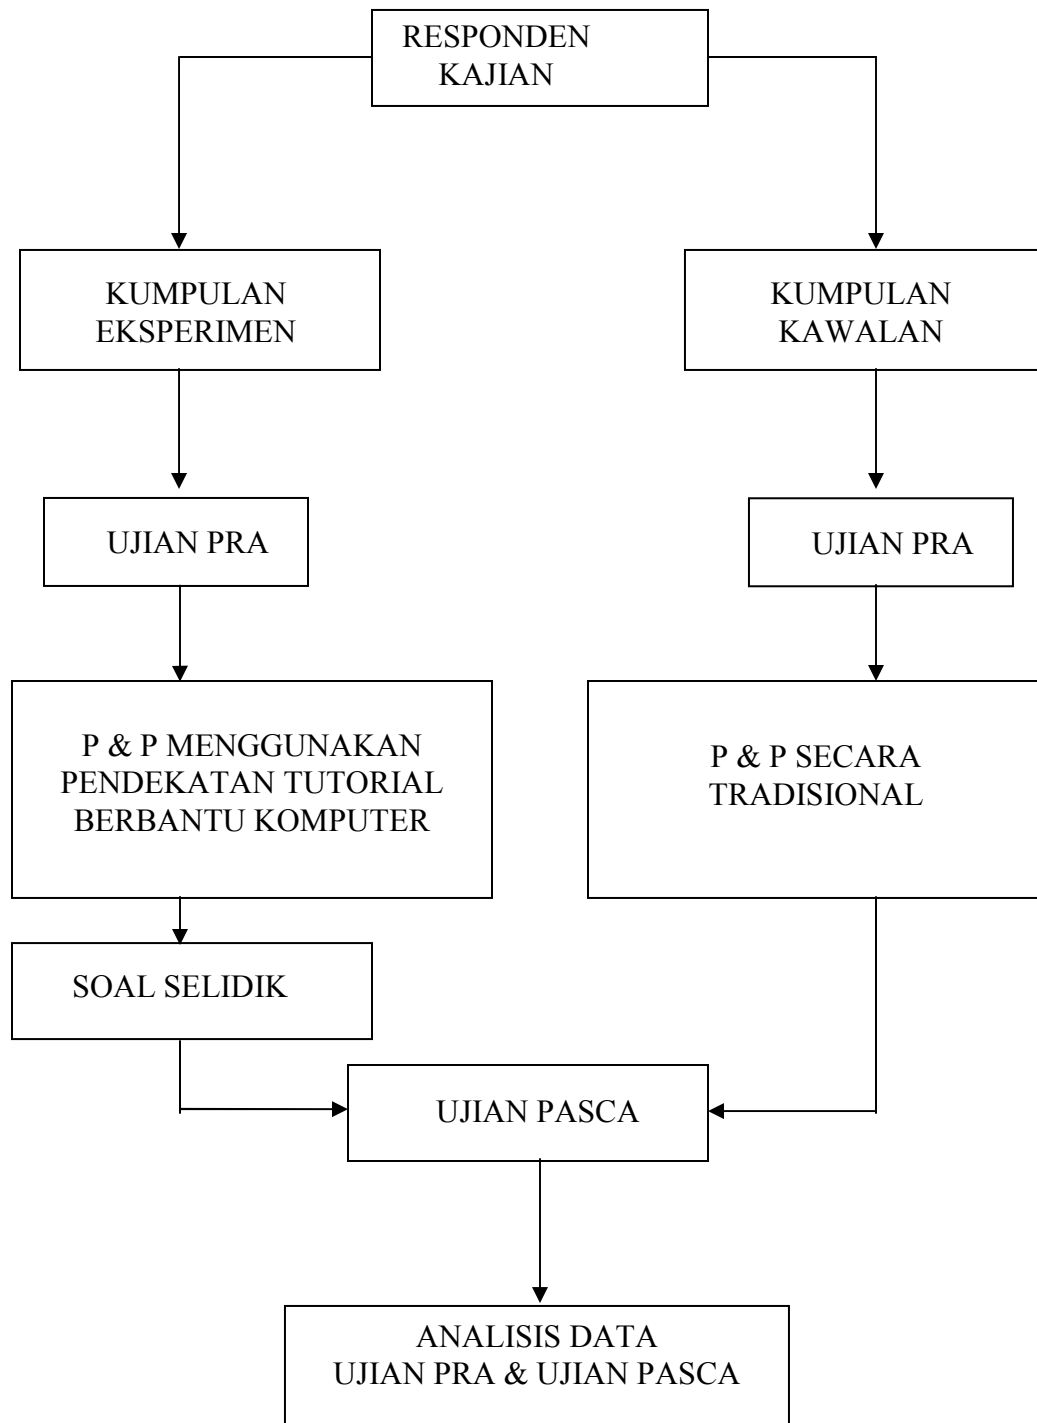 RESPONDEN
KAJIAN
KUMPULAN
EKSPERIMEN
KUMPULAN
KAWALAN
UJIAN PRA
UJIAN PRA
P & P MENGGUNAKAN
PENDEKATAN TUTORIAL
BERBANTU KOMPUTER
P & P SECARA
TRADISIONAL
SOAL SELIDIK
UJIAN PASCA
ANALISIS DATA
UJIAN PRA & UJIAN PASCA